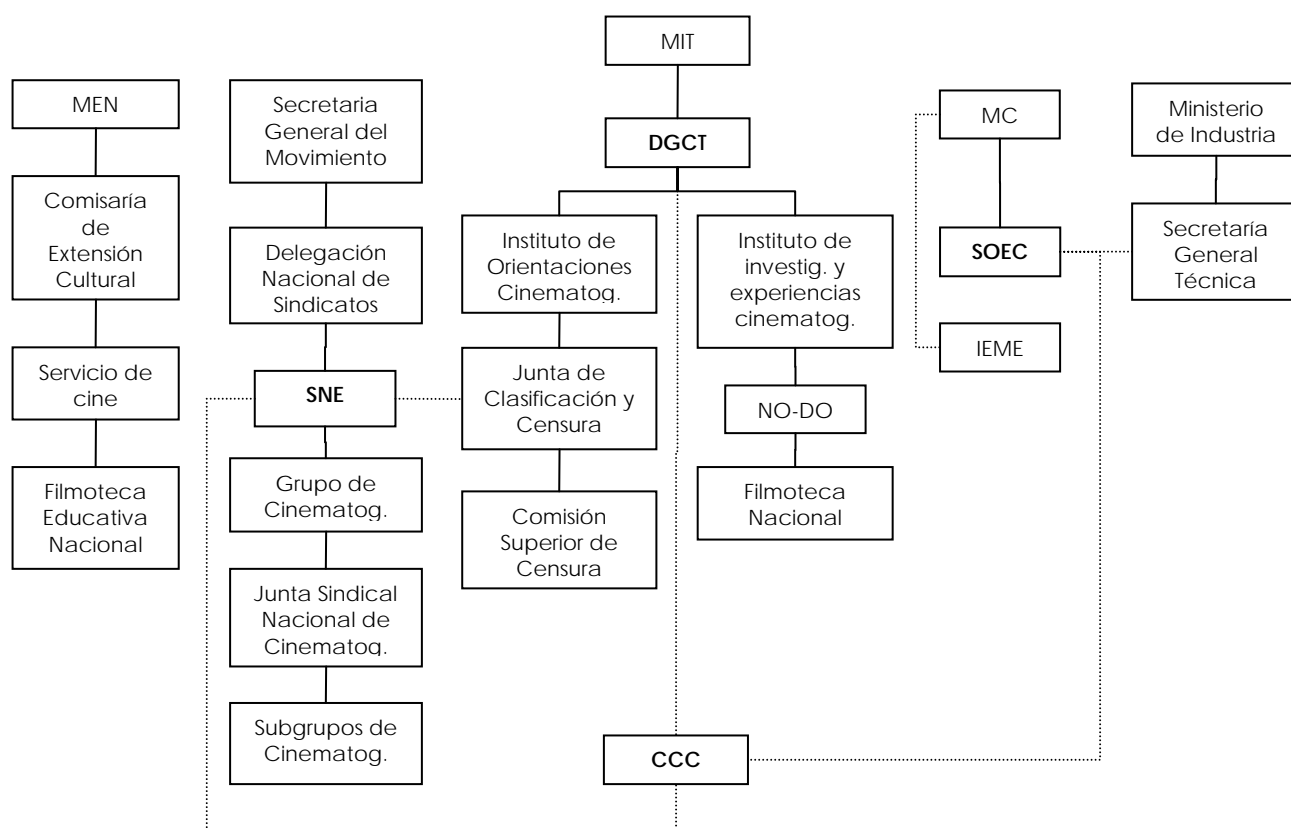 MIT
MEN
Secretaria
General del
Movimiento
DGCT
MC
Ministerio
de Industria
Comisaría
de
Extensión
Cultural
Delegación
Nacional de
Sindicatos
Instituto de
Orientaciones
Cinematog.
Instituto de
investig. y
experiencias
cinematog.
SOEC
Secretaría
General
Técnica
Servicio de
cine
SNE
Junta de
Clasificación y
Censura
NO-DO
IEME
Filmoteca
Educativa
Nacional
Grupo de
Cinematog.
Comisión
Superior de
Censura
Filmoteca
Nacional
Junta Sindical
Nacional de
Cinematog.
Subgrupos de
Cinematog.
CCC